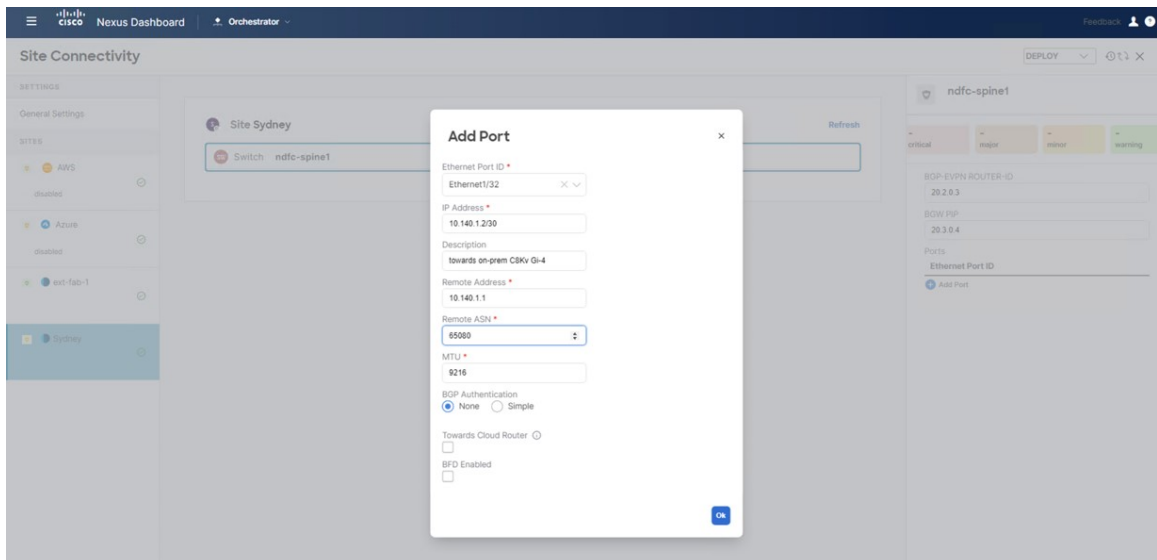 cisco Nexus Dashboard Orchestrator Feedback
Site Connectivity DEPLOY
SETTINGS
General Settings
SITES
AWS
disabled
Azure
disabled
ext-fab-1
Sydney
Site Sydney Refresh
Switch ndfc-spine1
Add Port
Ethernet Port ID *
Ethernet1/32
IP Address *
10.140.1.2/30
Description
towards on-prem C8Kv Gi-4
Remote Address *
10.140.1.1
Remote ASN *
65080
MTU *
9216
BGP Authentication
None Simple
Towards Cloud Router
BFD Enabled
Ok
ndfc-spine1
critical major minor warning
BGP-EVPN ROUTER-ID
20.2.0.3
BGW PIP
20.3.0.4
Ports
Ethernet Port ID
Add Port